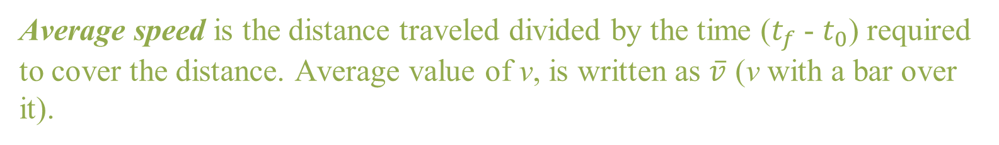 Average speed is the distance traveled divided by the time (t_f - t_0) required
to cover the distance. Average value of v, is written as v̄ (v with a bar over
it).